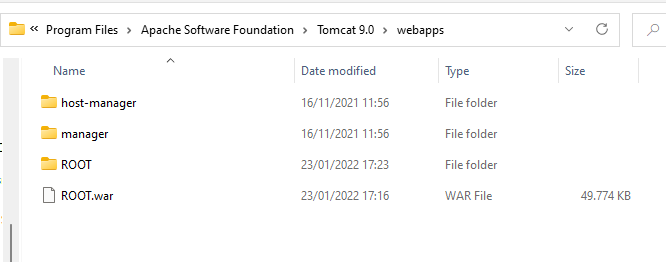 « Program Files > Apache Software Foundation > Tomcat 9.0 > webapps
Name Date modified Type Size
host-manager 16/11/2021 11:56 File folder
manager 16/11/2021 11:56 File folder
ROOT 23/01/2022 17:23 File folder
ROOT.war 23/01/2022 17:16 WAR File 49.774 KB